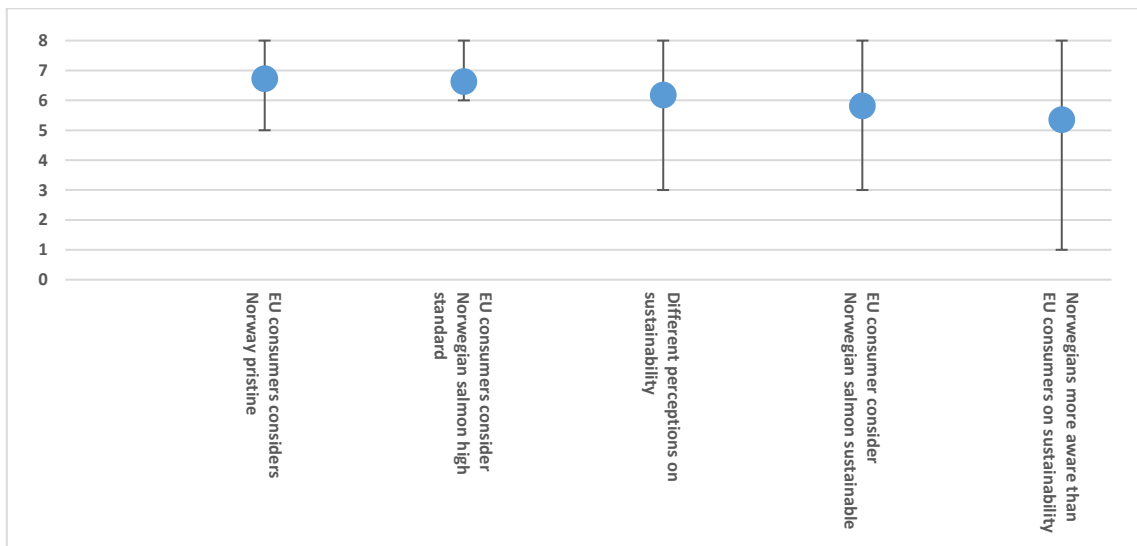 8
7
6
5
4
3
2
1
0
EU consumers considers
Norway pristine
EU consumers consider
Norwegian salmon high
standard
Different perceptions on
sustainability
EU consumer consider
Norwegian salmon sustainable
Norwegians more aware than
EU consumers on sustainability